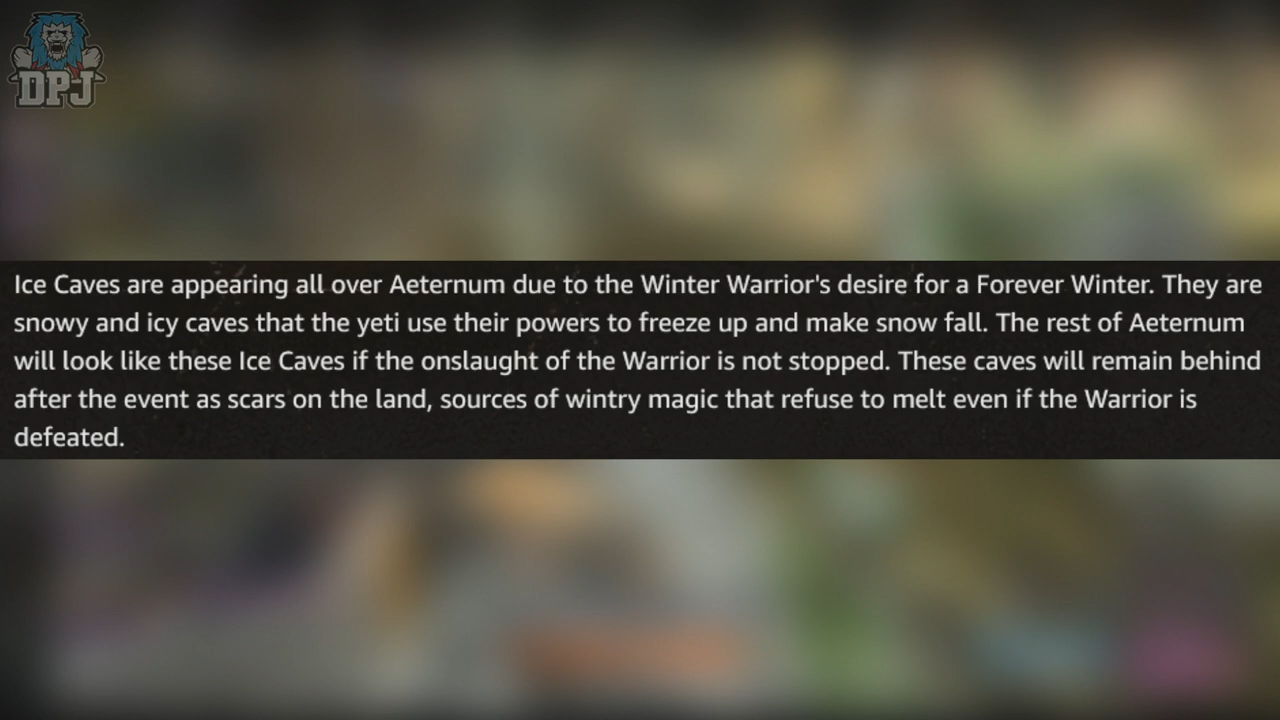 DPJ
Ice Caves are appearing all over Aeternum due to the Winter Warrior's desire for a Forever Winter. They are
snowy and icy caves that the yeti use their powers to freeze up and make snow fall. The rest of Aeternum
will look like these Ice Caves if the onslaught of the Warrior is not stopped. These caves will remain behind
after the event as scars on the land, sources of wintry magic that refuse to melt even if the Warrior is
defeated.